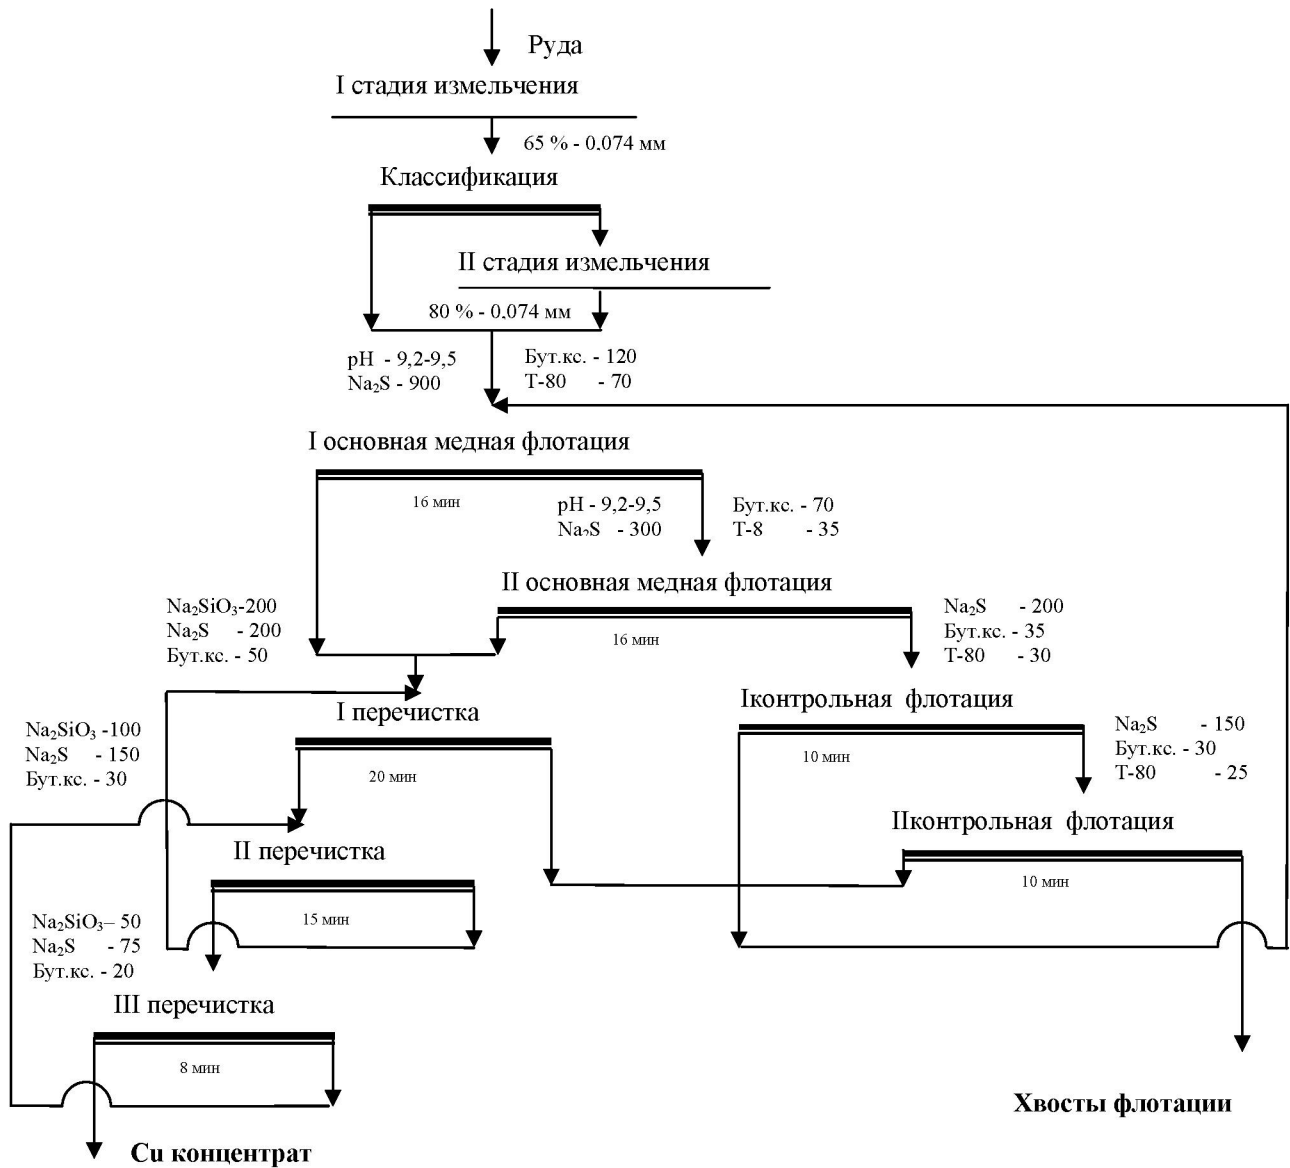 Руда
I стадия измельчения
65 % - 0,074 мм
Классификация
II стадия измельчения
80 % - 0,074 мм
pH - 9,2-9,5
Na₂S - 900
Бут.кс. - 120
Т-80 - 70
I основная медная флотация
16 мин
pH - 9,2-9,5
Na₂S - 300
Бут.кс. - 70
Т-8 - 35
II основная медная флотация
16 мин
Na₂SiO₃-200
Na₂S - 200
Бут.кс. - 50
Na₂S - 200
Бут.кс. - 35
Т-80 - 30
I перечистка
20 мин
Iконтрольная флотация
10 мин
Na₂SiO₃ -100
Na₂S - 150
Бут.кс. - 30
Na₂S - 150
Бут.кс. - 30
Т-80 - 25
IIконтрольная флотация
10 мин
II перечистка
15 мин
Na₂SiO₃– 50
Na₂S - 75
Бут.кс. - 20
III перечистка
8 мин
Хвосты флотации
Cu концентрат